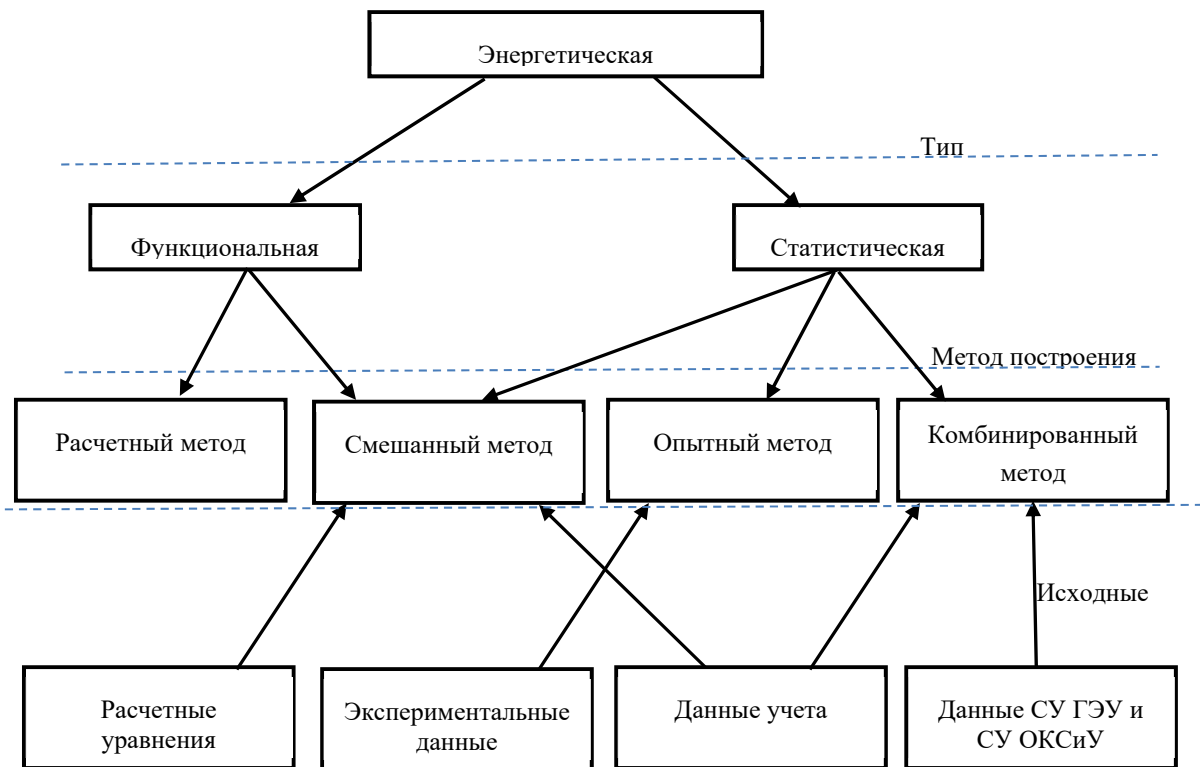 Энергетическая
Тип
Функциональная
Статистическая
Метод построения
Расчетный метод
Смешанный метод
Опытный метод
Комбинированный
метод
Исходные
Расчетные
уравнения
Экспериментальные
данные
Данные учета
Данные СУ ГЭУ и
СУ ОКСиУ